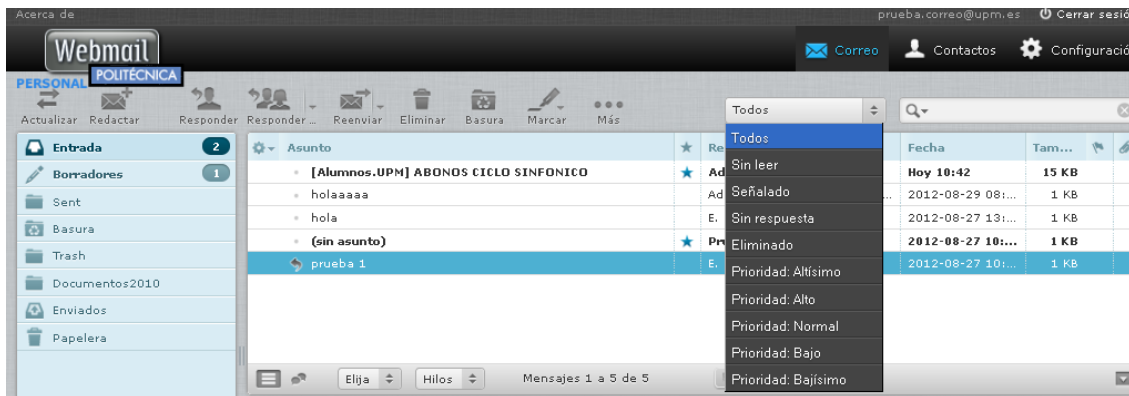 Acerca de prueba.correo@upm.es Cerrar sesió
Webmail
POLITÉCNICA
PERSONAL
Correo Contactos Configuració
Actualizar Redactar Responder Responder ... Reenviar Eliminar Basura Marcar Más
Todos
Entrada 2
Borradores 1
Sent
Basura
Trash
Documentos2010
Enviados
Papelera
Asunto Re Fecha Tam...
[Alumnos.UPM] ABONOS CICLO SINFONICO Ad Hoy 10:42 15 KB
holaaaaa Ad ... 2012-08-29 08:... 1 KB
hola E. 2012-08-27 13:... 1 KB
(sin asunto) Pr 2012-08-27 10:... 1 KB
prueba 1 E. 2012-08-27 10:... 1 KB
Todos
Sin leer
Señalado
Sin respuesta
Eliminado
Prioridad: Altísimo
Prioridad: Alto
Prioridad: Normal
Prioridad: Bajo
Prioridad: Bajísimo
Elija Hilos Mensajes 1 a 5 de 5